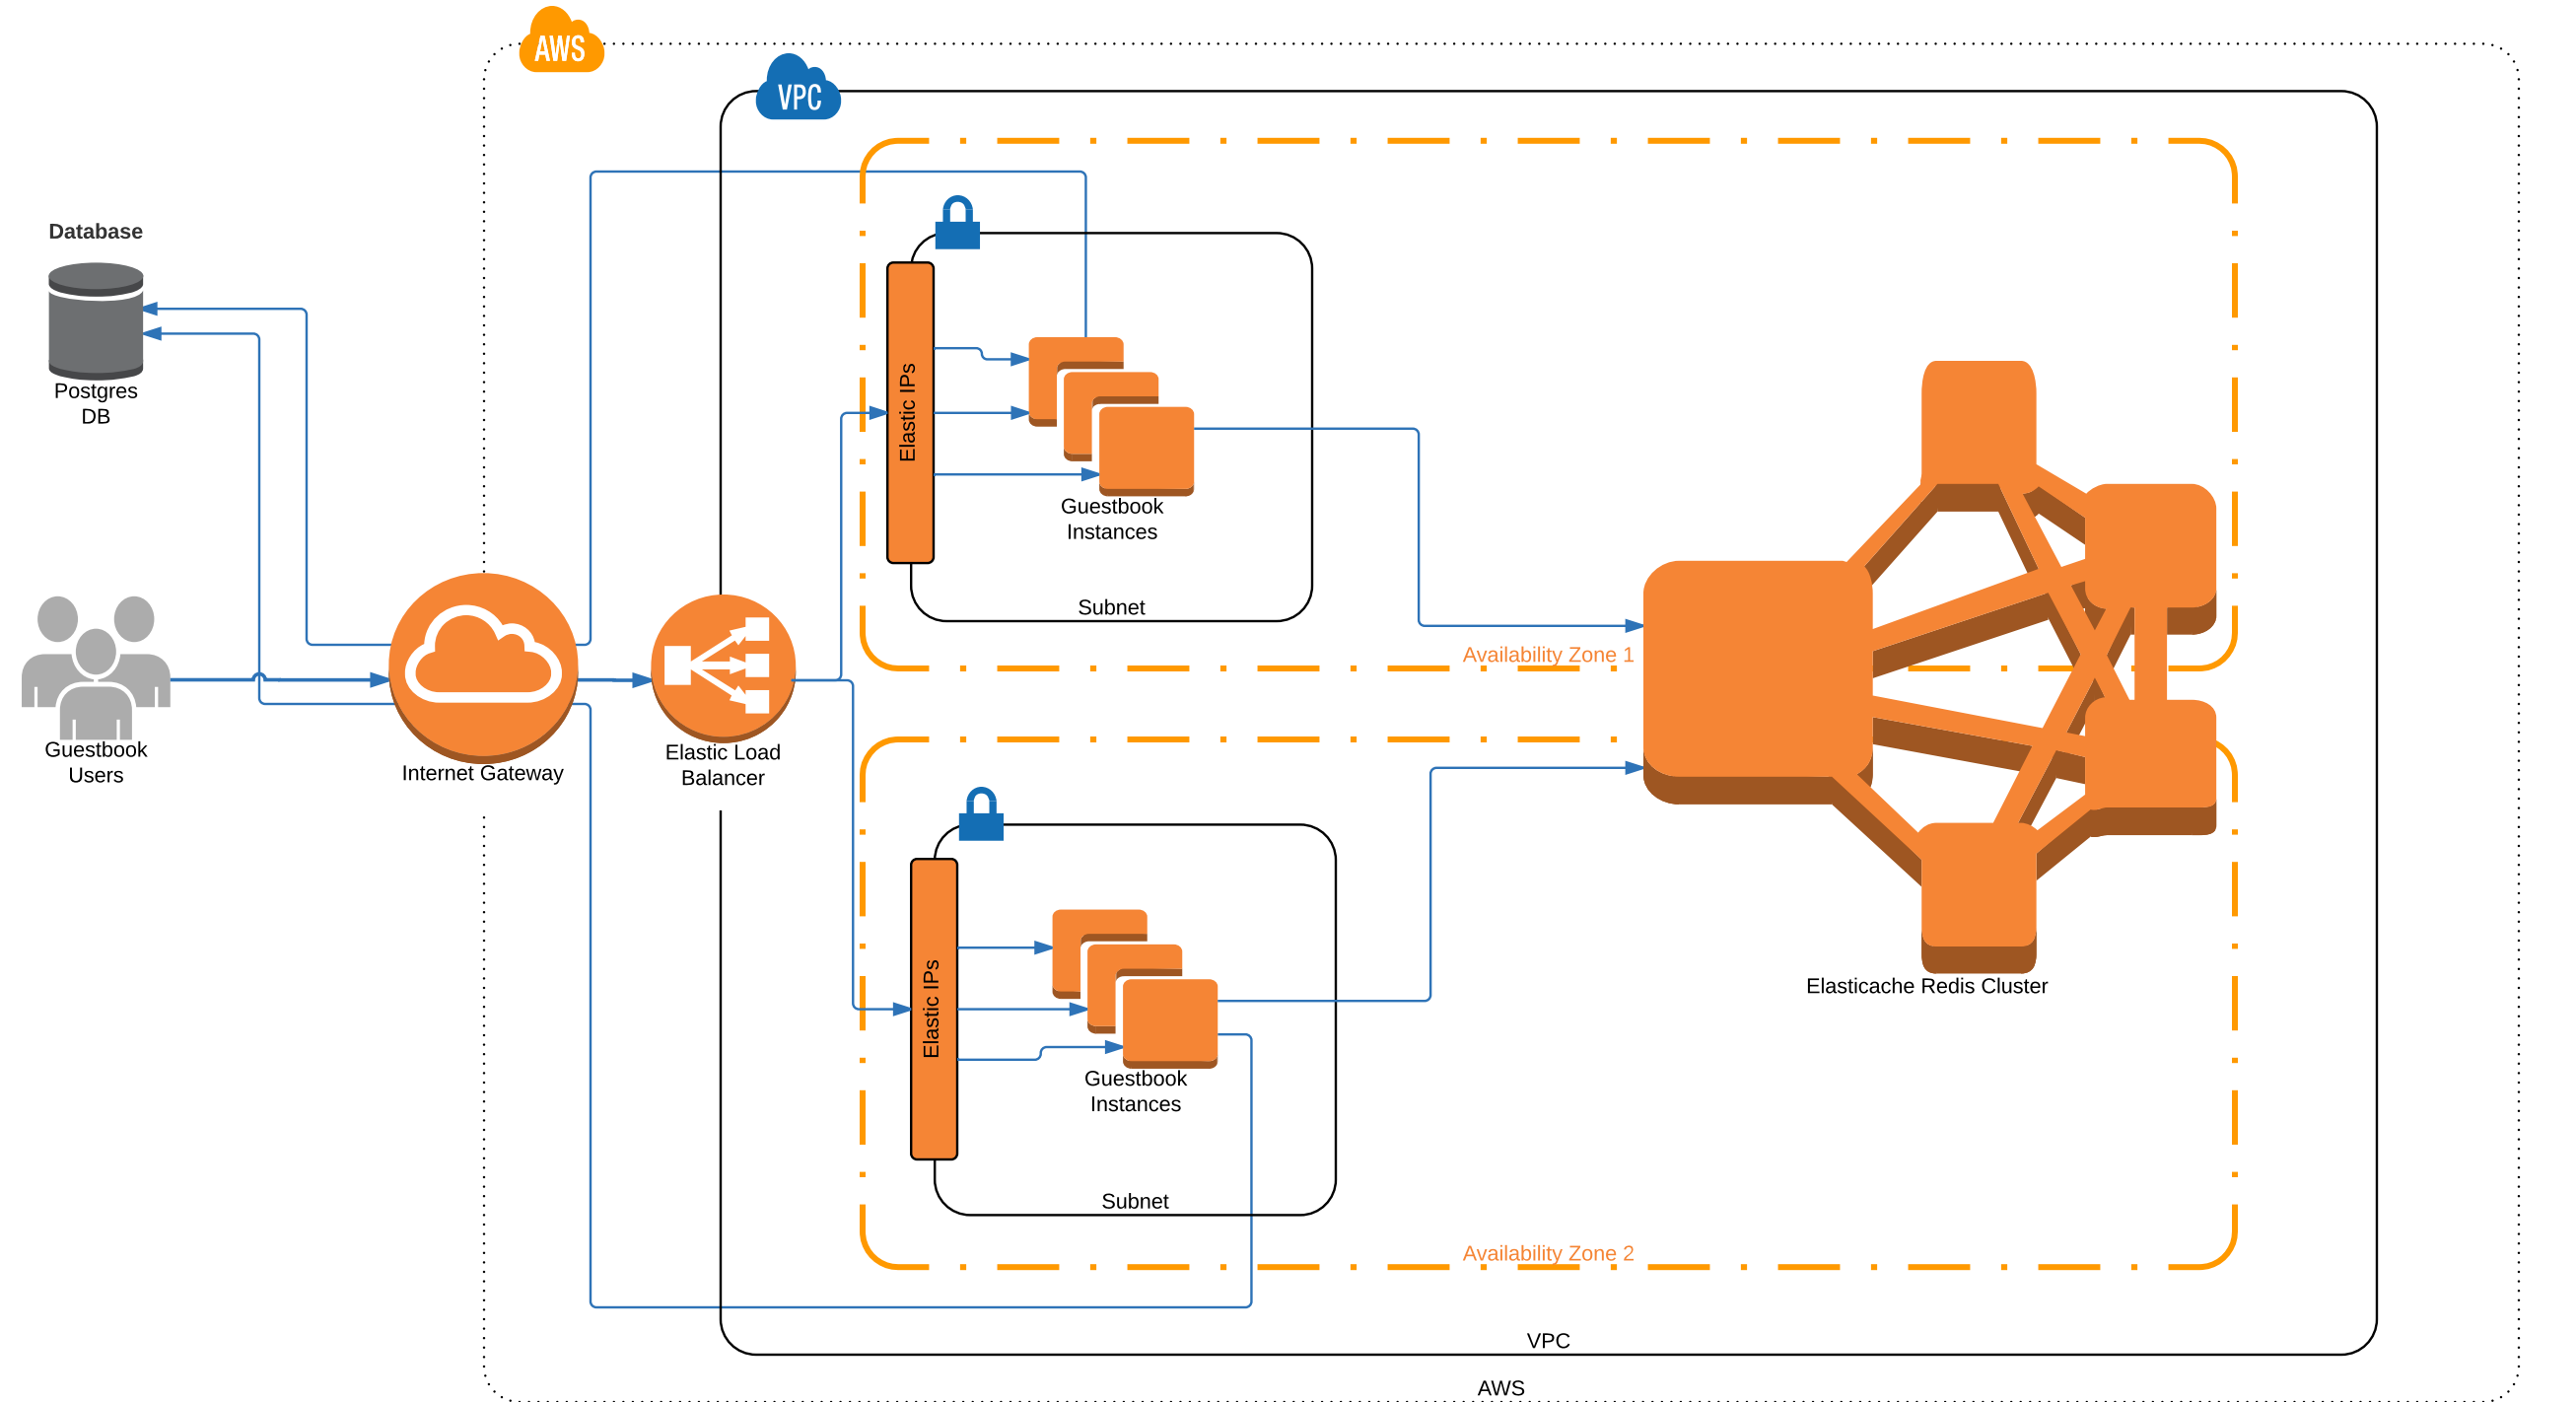 AWS
VPC
Database
Postgres
DB
Guestbook
Users
Internet Gateway
Elastic Load
Balancer
Elastic IPs
Guestbook
Instances
Subnet
Availability Zone 1
Elastic IPs
Guestbook
Instances
Subnet
Availability Zone 2
Elasticache Redis Cluster
VPC
AWS